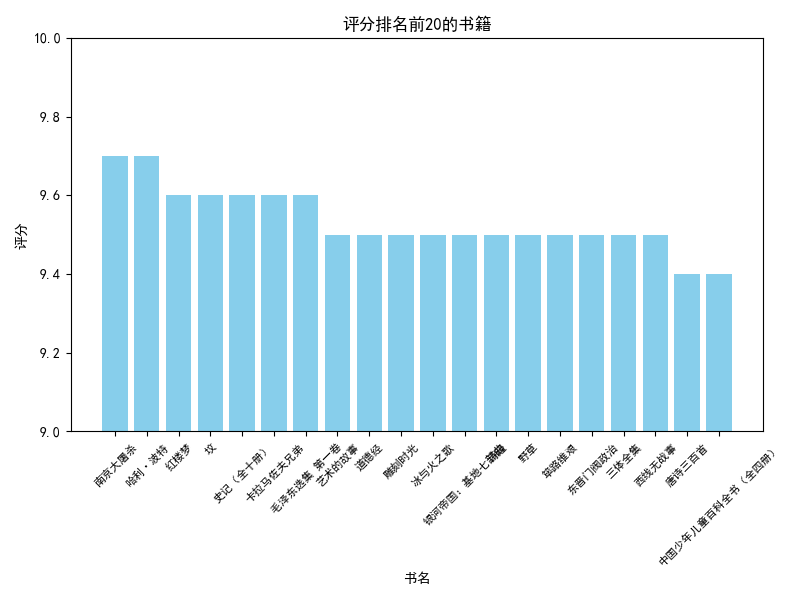 评分排名前20的书籍
评分
10.0
9.8
9.6
9.4
9.2
9.0
南京大屠杀
哈利·波特
红楼梦
坟
史记（全十册）
卡拉马佐夫兄弟
毛泽东选集 第一卷
艺术的故事
道德经
雕刻时光
冰与火之歌
银河帝国：基地七部曲
野草
筚路维艰
东晋门阀政治
三体全集
西线无战事
唐诗三百首
中国少年儿童百科全书（全四册）
书名